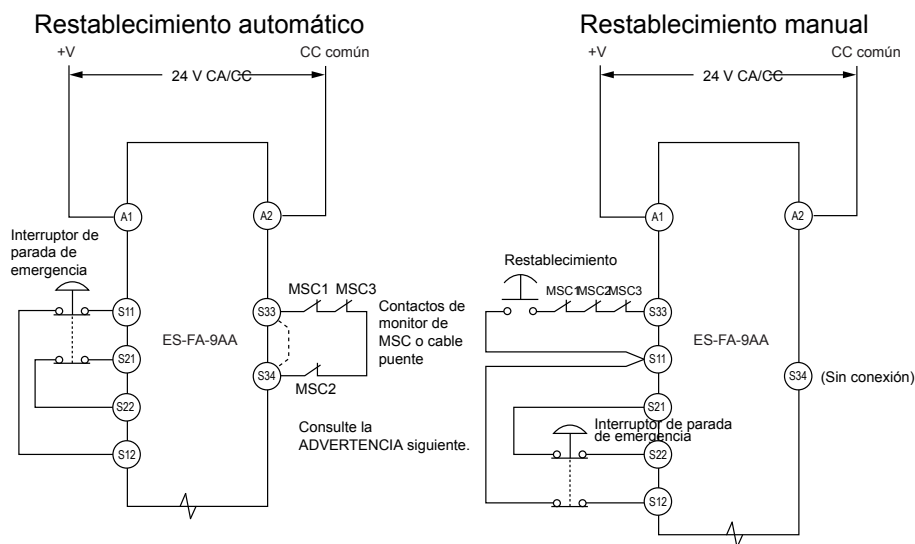 Restablecimiento automático
+V
CC común
24 V CA/CC
A1
A2
Interruptor de
parada de
emergencia
S11
S21
S22
S12
ES-FA-9AA
S33
S34
MSC1
MSC3
MSC2
Contactos de
monitor de
MSC o cable
puente
Consulte la
ADVERTENCIA siguiente.
Restablecimiento manual
+V
CC común
24 V CA/CC
A1
A2
Restablecimiento
MSC1
MSC2
MSC3
S33
S11
ES-FA-9AA
S34
(Sin conexión)
S21
Interruptor de parada
de emergencia
S22
S12